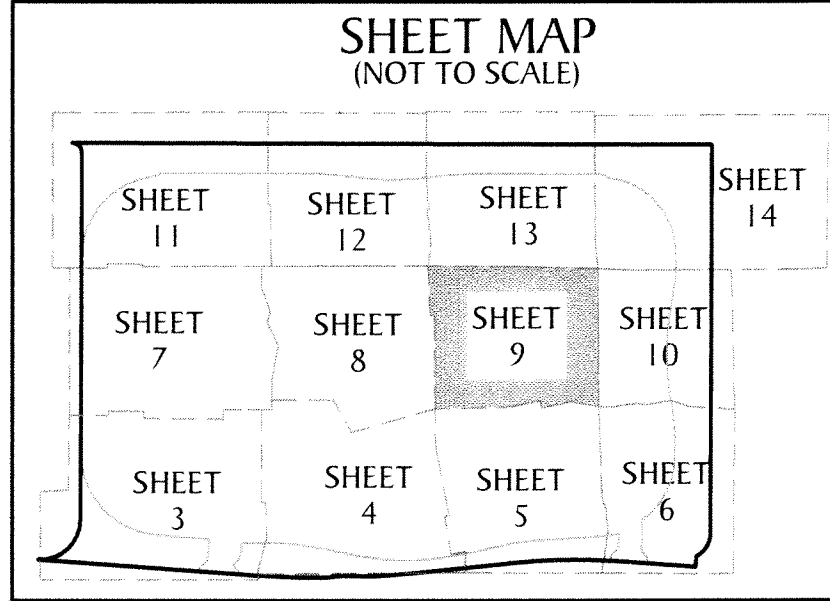 SHEET MAP
(NOT TO SCALE)
SHEET
11
SHEET
12
SHEET
13
SHEET
14
SHEET
7
SHEET
8
SHEET
9
SHEET
10
SHEET
3
SHEET
4
SHEET
5
SHEET
6